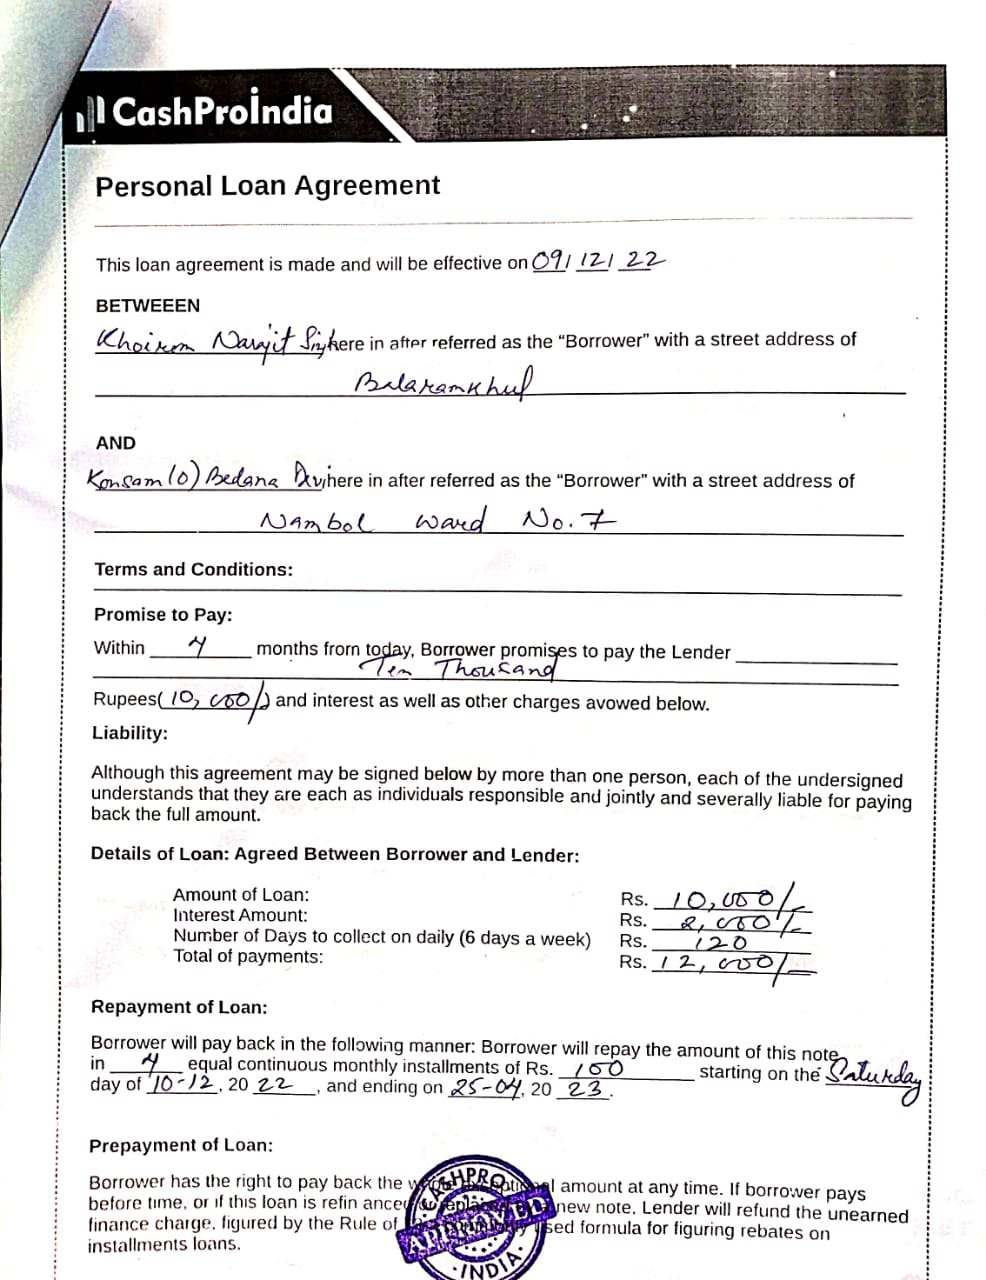 CashProIndia
Personal Loan Agreement
This loan agreement is made and will be effective on 09/ 12/ 22
BETWEEEN
Khoirom Narajit Singh here in after referred as the “Borrower” with a street address of
Balaramkhul
AND
Konsam (o) Bedana Devi here in after referred as the “Borrower” with a street address of
Nambol Ward No. 7
Terms and Conditions:
Promise to Pay:
Within 4 months from today, Borrower promises to pay the Lender
Ten Thousand
Rupees( 10,000/-) and interest as well as other charges avowed below.
Liability:
Although this agreement may be signed below by more than one person, each of the undersigned
understands that they are each as individuals responsible and jointly and severally liable for paying
back the full amount.
Details of Loan: Agreed Between Borrower and Lender:
Amount of Loan: Rs. 10,000/-
Interest Amount: Rs. 2,000/-
Number of Days to collect on daily (6 days a week) Rs. 120
Total of payments: Rs. 12,000/-
Repayment of Loan:
Borrower will pay back in the following manner: Borrower will repay the amount of this note
in 4 equal continuous monthly installments of Rs. 100 starting on the Saturday
day of 10-12, 20 22, and ending on 25-04, 20 23.
Prepayment of Loan:
Borrower has the right to pay back the amount at any time. If borrower pays
before time, or if this loan is refin anced new note, Lender will refund the unearned
finance charge, figured by the Rule of used formula for figuring rebates on
installments loans.
CASHPRO
APPROVED
INDIA